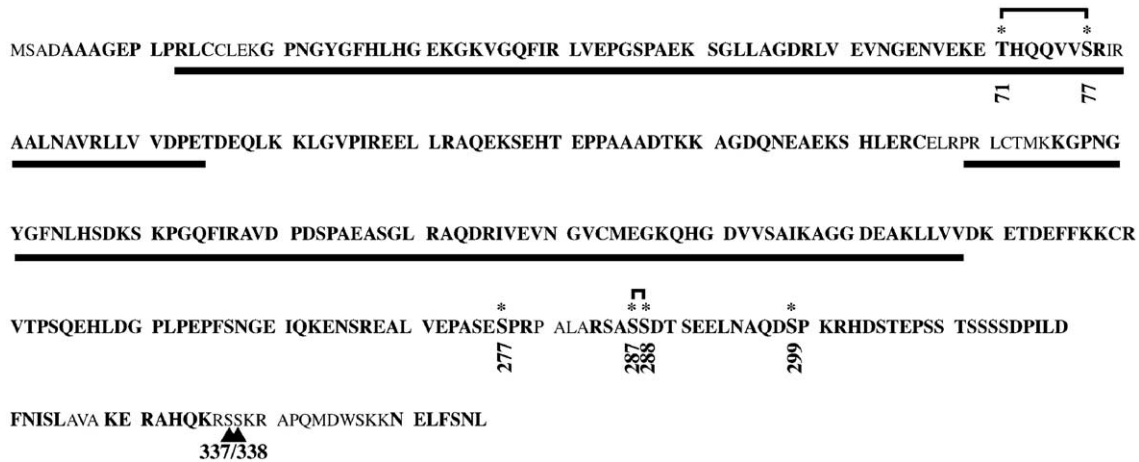 * *
MSADAAAGEP LPRLCCLEKG PNGYGFHLHG EKGKVGQFIR LVEPGSPAEK SGLLAGDRLV EVNGENVEKE THQQVVSRIR
71 77
AALNAVRLLV VDPETDEQLK KLGVPIREEL LRAQEKSEHT EPPAAADTKK AGDQNEAEKS HLERCELRPR LCTMKKGPNG
YGFNLHSDKS KPGQFIRAVD PDSPAEASGL RAQDRIVEVN GVCMEGKQHG DVVSAIKAGG DEAKLLVVDK ETDEFFKKCR
* * * *
VTPSQEHLDG PLPEPFSNGE IQKENSREAL VEPASESPRP ALARSASSDT SEELNAQDSP KRHDSTEPSS TSSSSDPILD
277 287 288 299
FNISLAVA KE RAHQKRSSKR APQMDWSKKN ELFSNL
337/338